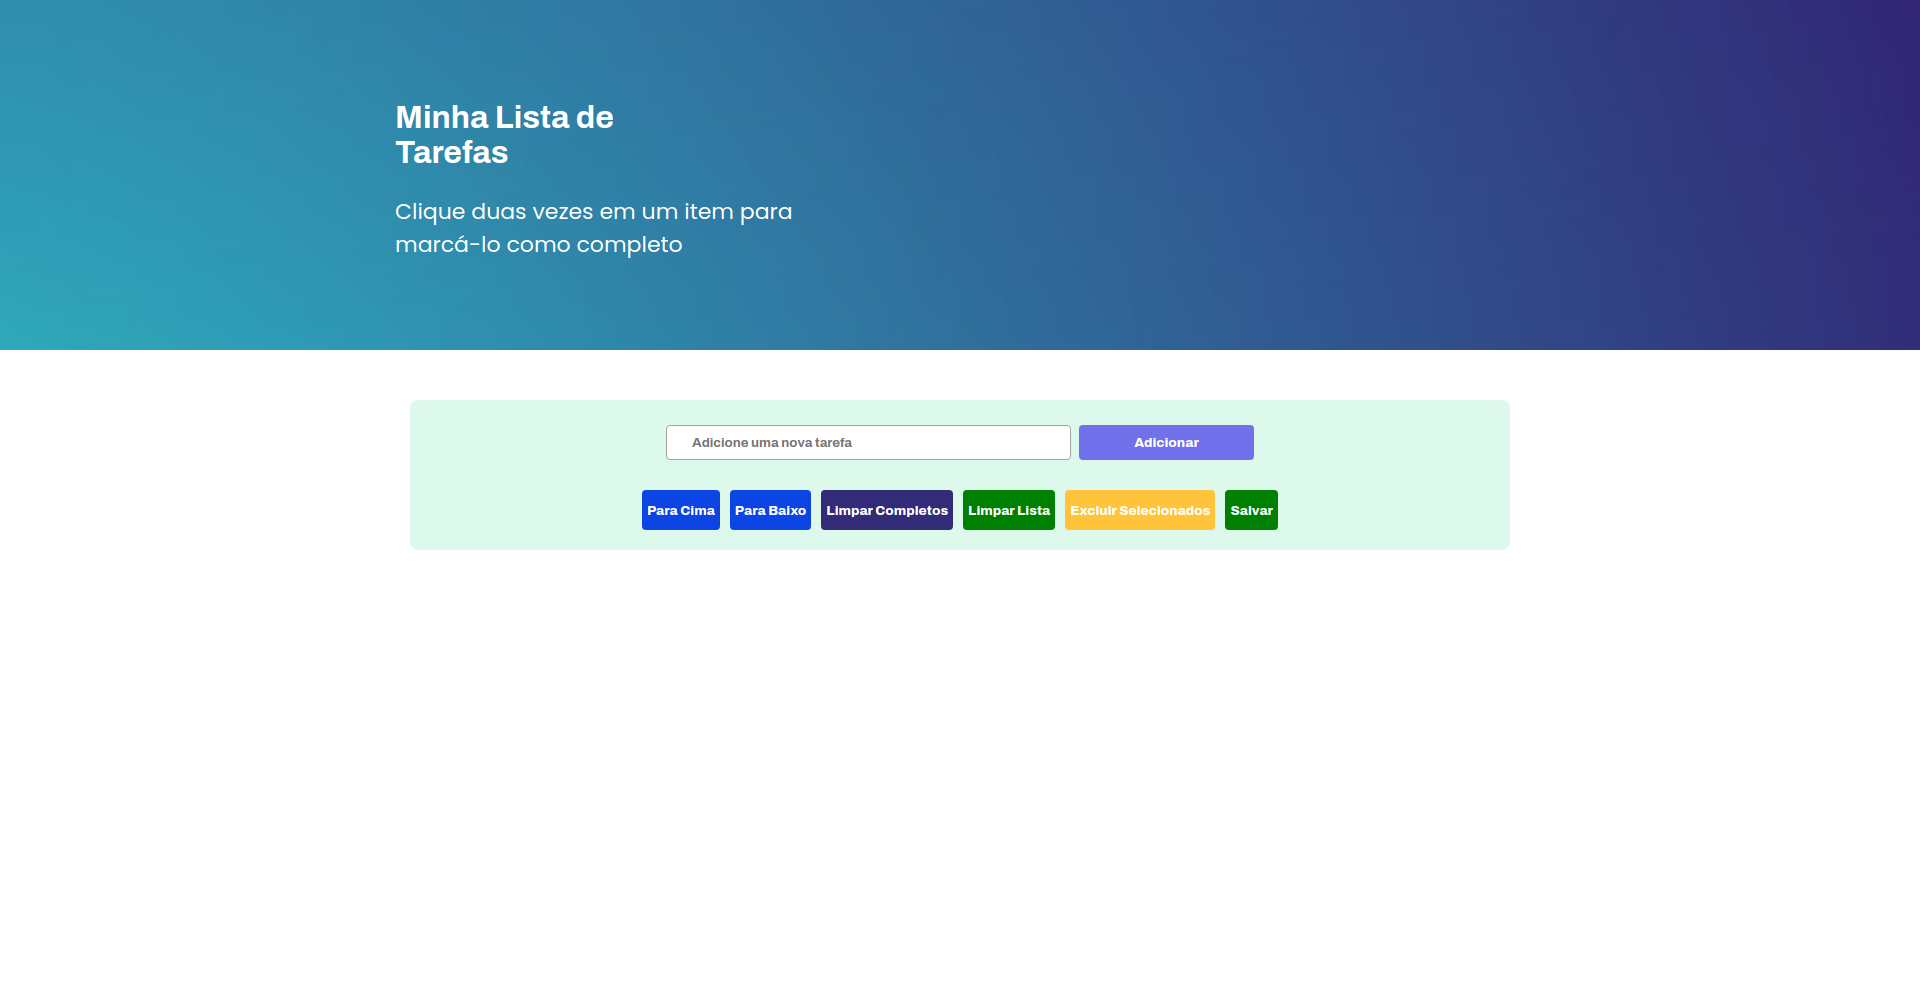 Minha Lista de
Tarefas
Clique duas vezes em um item para
marcá-lo como completo
Adicione uma nova tarefa
Adicionar
Para Cima
Para Baixo
Limpar Completos
Limpar Lista
Excluir Selecionados
Salvar